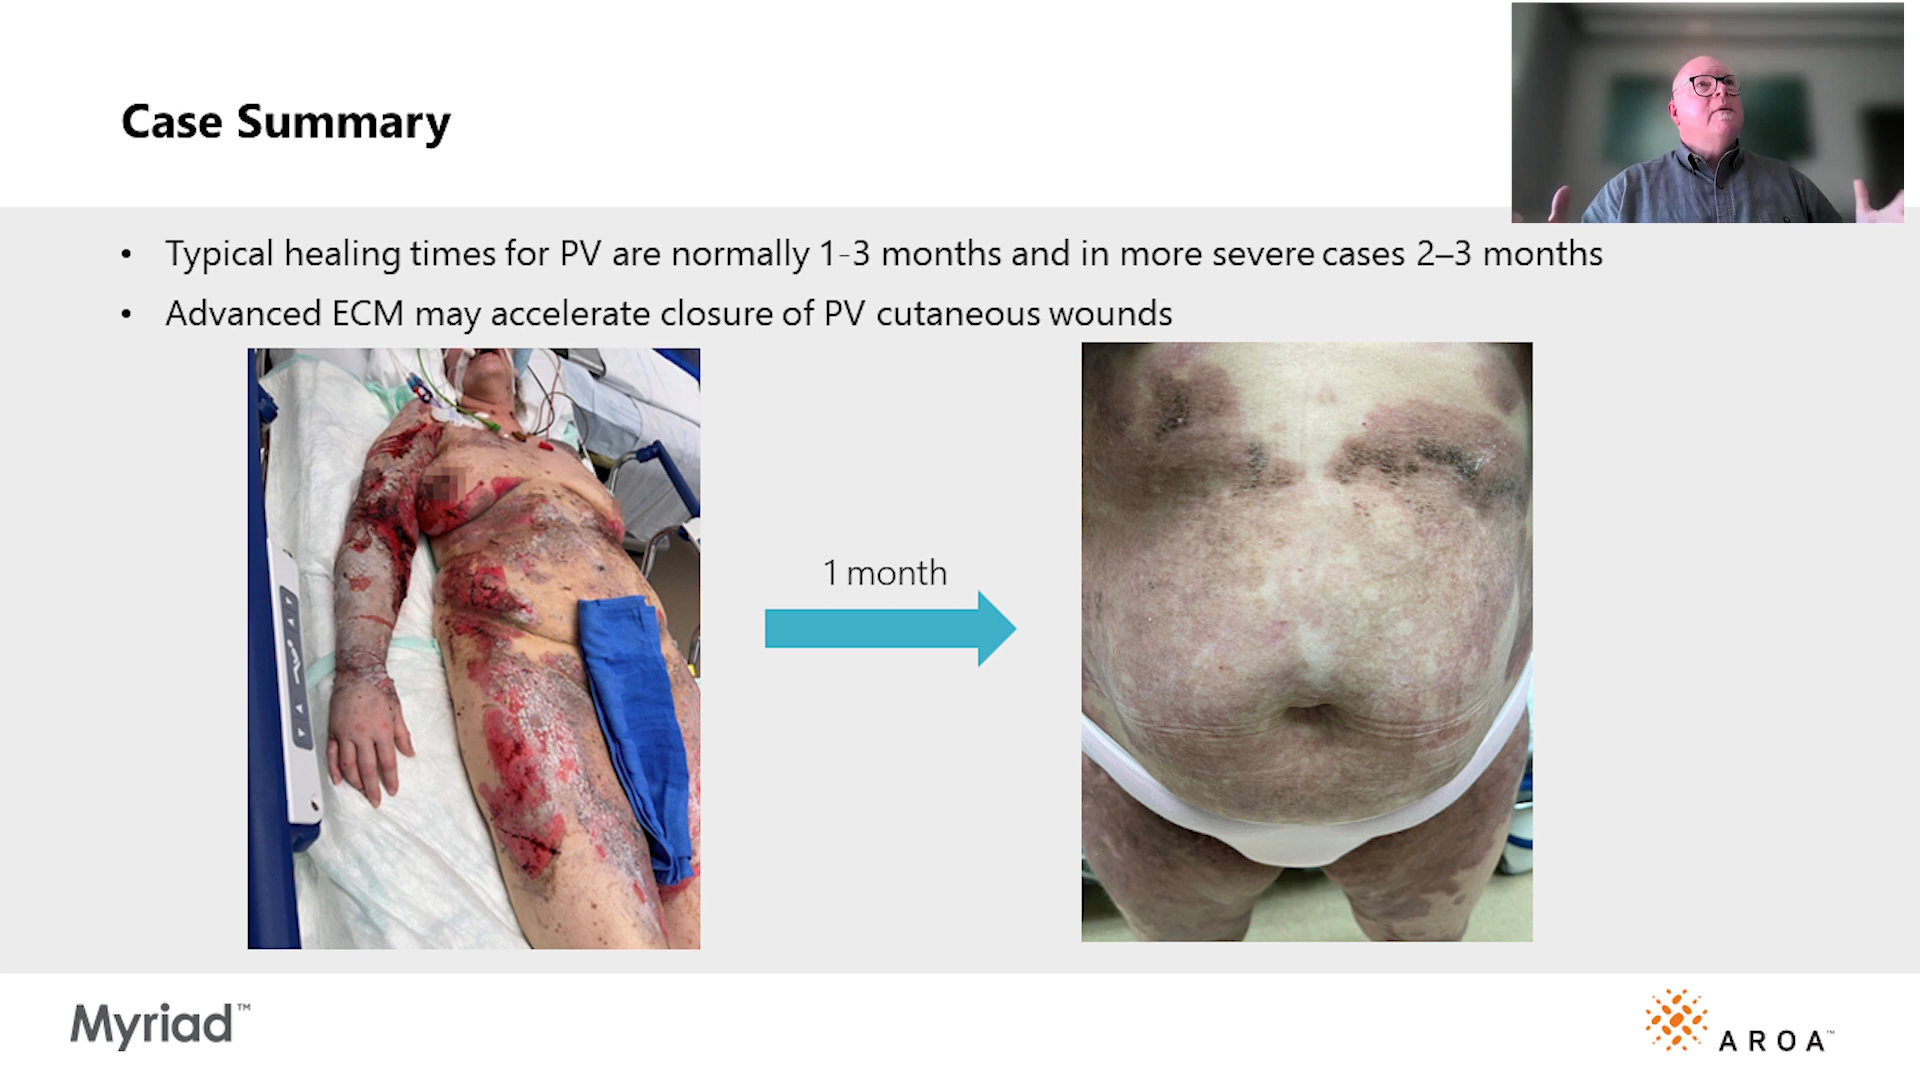 Case Summary
• Typical healing times for PV are normally 1-3 months and in more severe cases 2–3 months
• Advanced ECM may accelerate closure of PV cutaneous wounds
1 month
Myriad™
AROA™